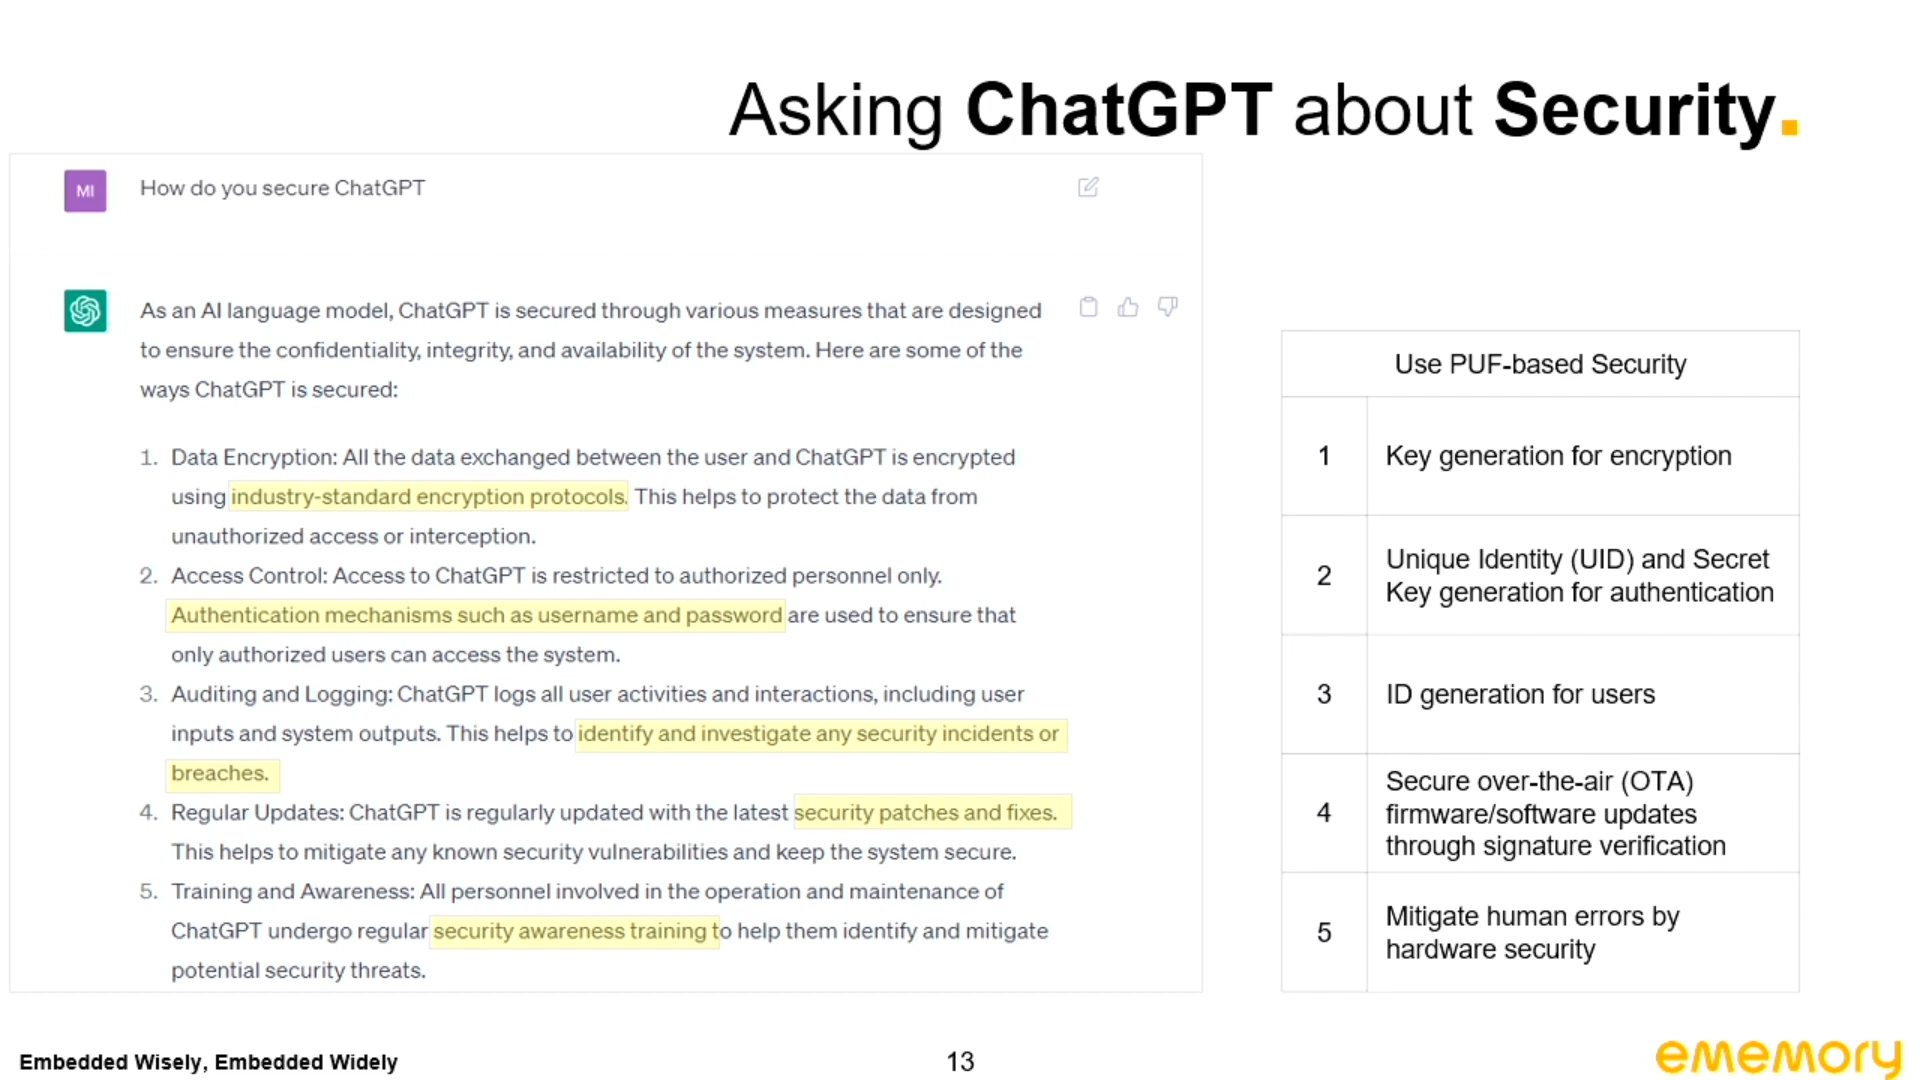 Asking ChatGPT about Security.
MI
How do you secure ChatGPT
As an AI language model, ChatGPT is secured through various measures that are designed
to ensure the confidentiality, integrity, and availability of the system. Here are some of the
ways ChatGPT is secured:
1. Data Encryption: All the data exchanged between the user and ChatGPT is encrypted
using industry-standard encryption protocols. This helps to protect the data from
unauthorized access or interception.
2. Access Control: Access to ChatGPT is restricted to authorized personnel only.
Authentication mechanisms such as username and password are used to ensure that
only authorized users can access the system.
3. Auditing and Logging: ChatGPT logs all user activities and interactions, including user
inputs and system outputs. This helps to identify and investigate any security incidents or
breaches.
4. Regular Updates: ChatGPT is regularly updated with the latest security patches and fixes.
This helps to mitigate any known security vulnerabilities and keep the system secure.
5. Training and Awareness: All personnel involved in the operation and maintenance of
ChatGPT undergo regular security awareness training to help them identify and mitigate
potential security threats.
Use PUF-based Security
1 Key generation for encryption
2 Unique Identity (UID) and Secret
Key generation for authentication
3 ID generation for users
4 Secure over-the-air (OTA)
firmware/software updates
through signature verification
5 Mitigate human errors by
hardware security
Embedded Wisely, Embedded Widely
13
ememory